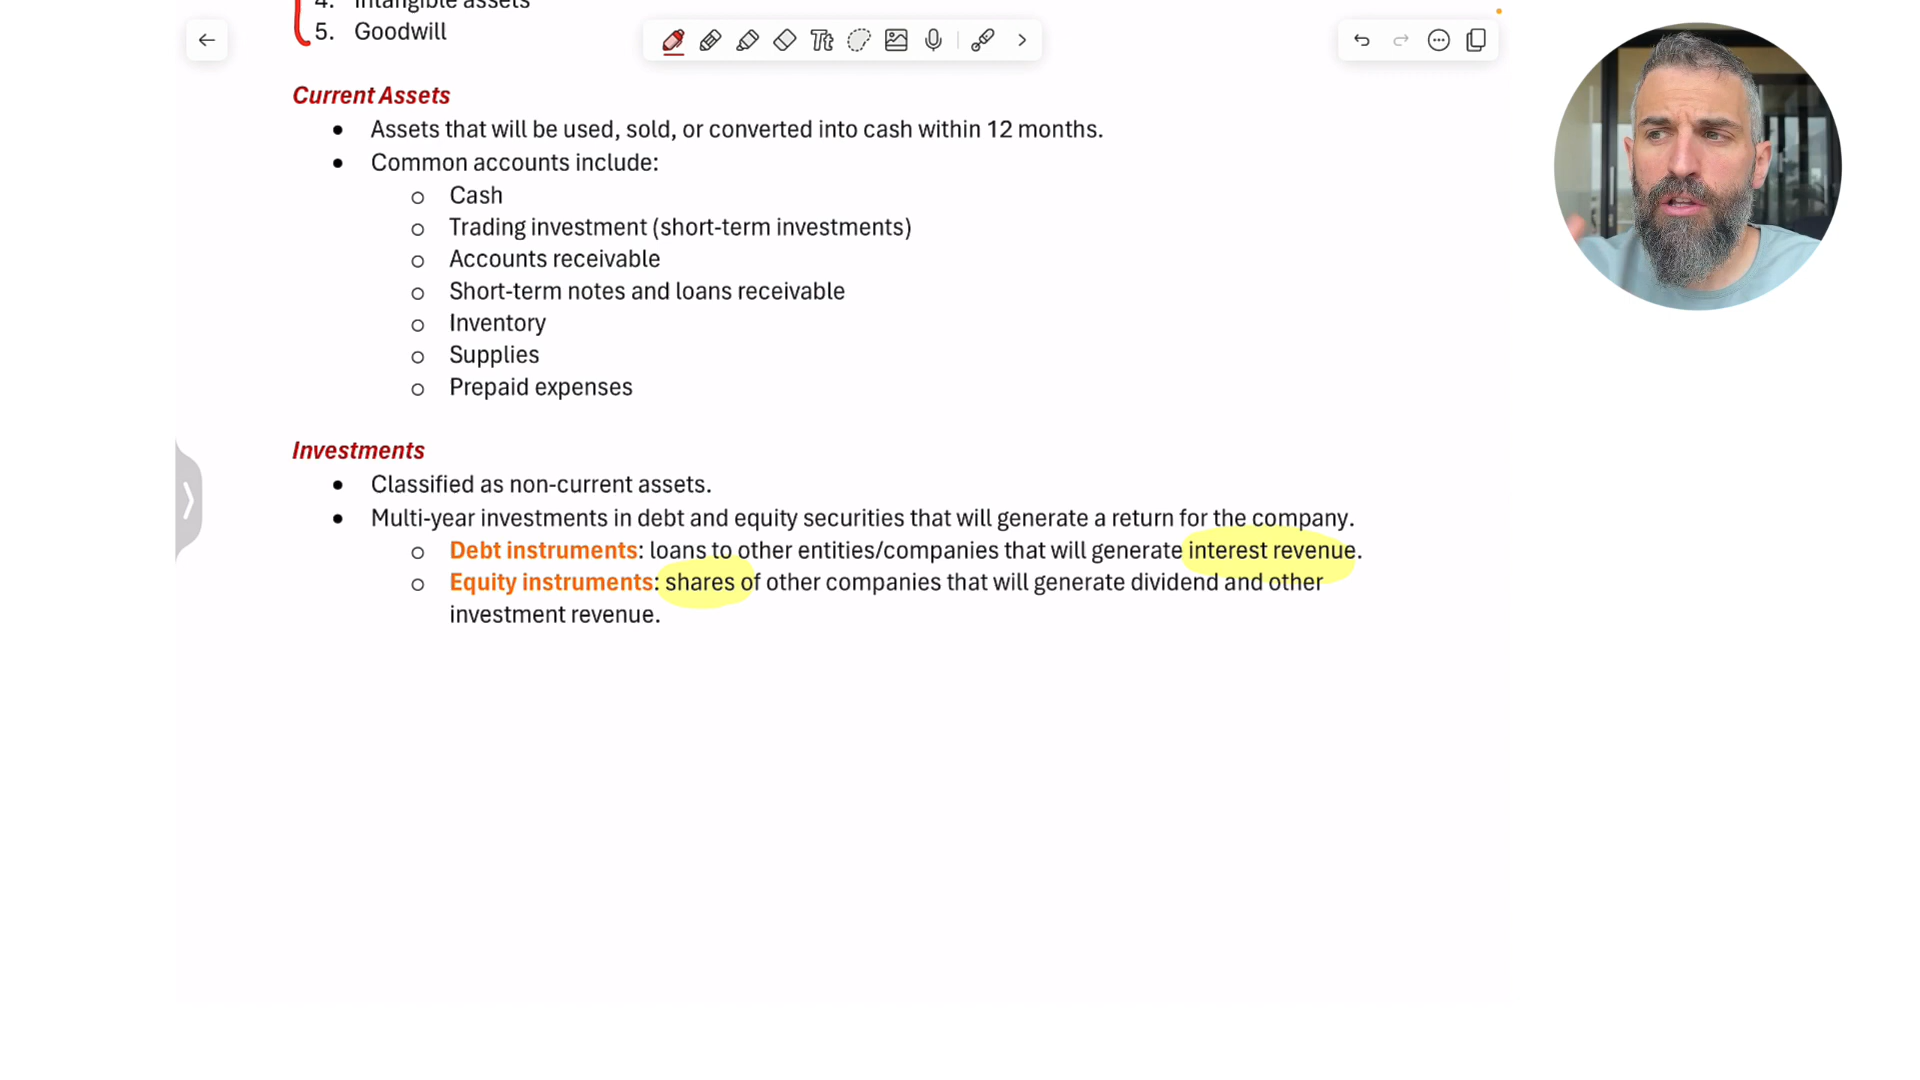 4. Intangible assets
5. Goodwill
Tt
Current Assets
• Assets that will be used, sold, or converted into cash within 12 months.
• Common accounts include:
o Cash
o Trading investment (short-term investments)
o Accounts receivable
o Short-term notes and loans receivable
o Inventory
o Supplies
o Prepaid expenses
Investments
• Classified as non-current assets.
• Multi-year investments in debt and equity securities that will generate a return for the company.
o Debt instruments: loans to other entities/companies that will generate interest revenue.
o Equity instruments: shares of other companies that will generate dividend and other
investment revenue.